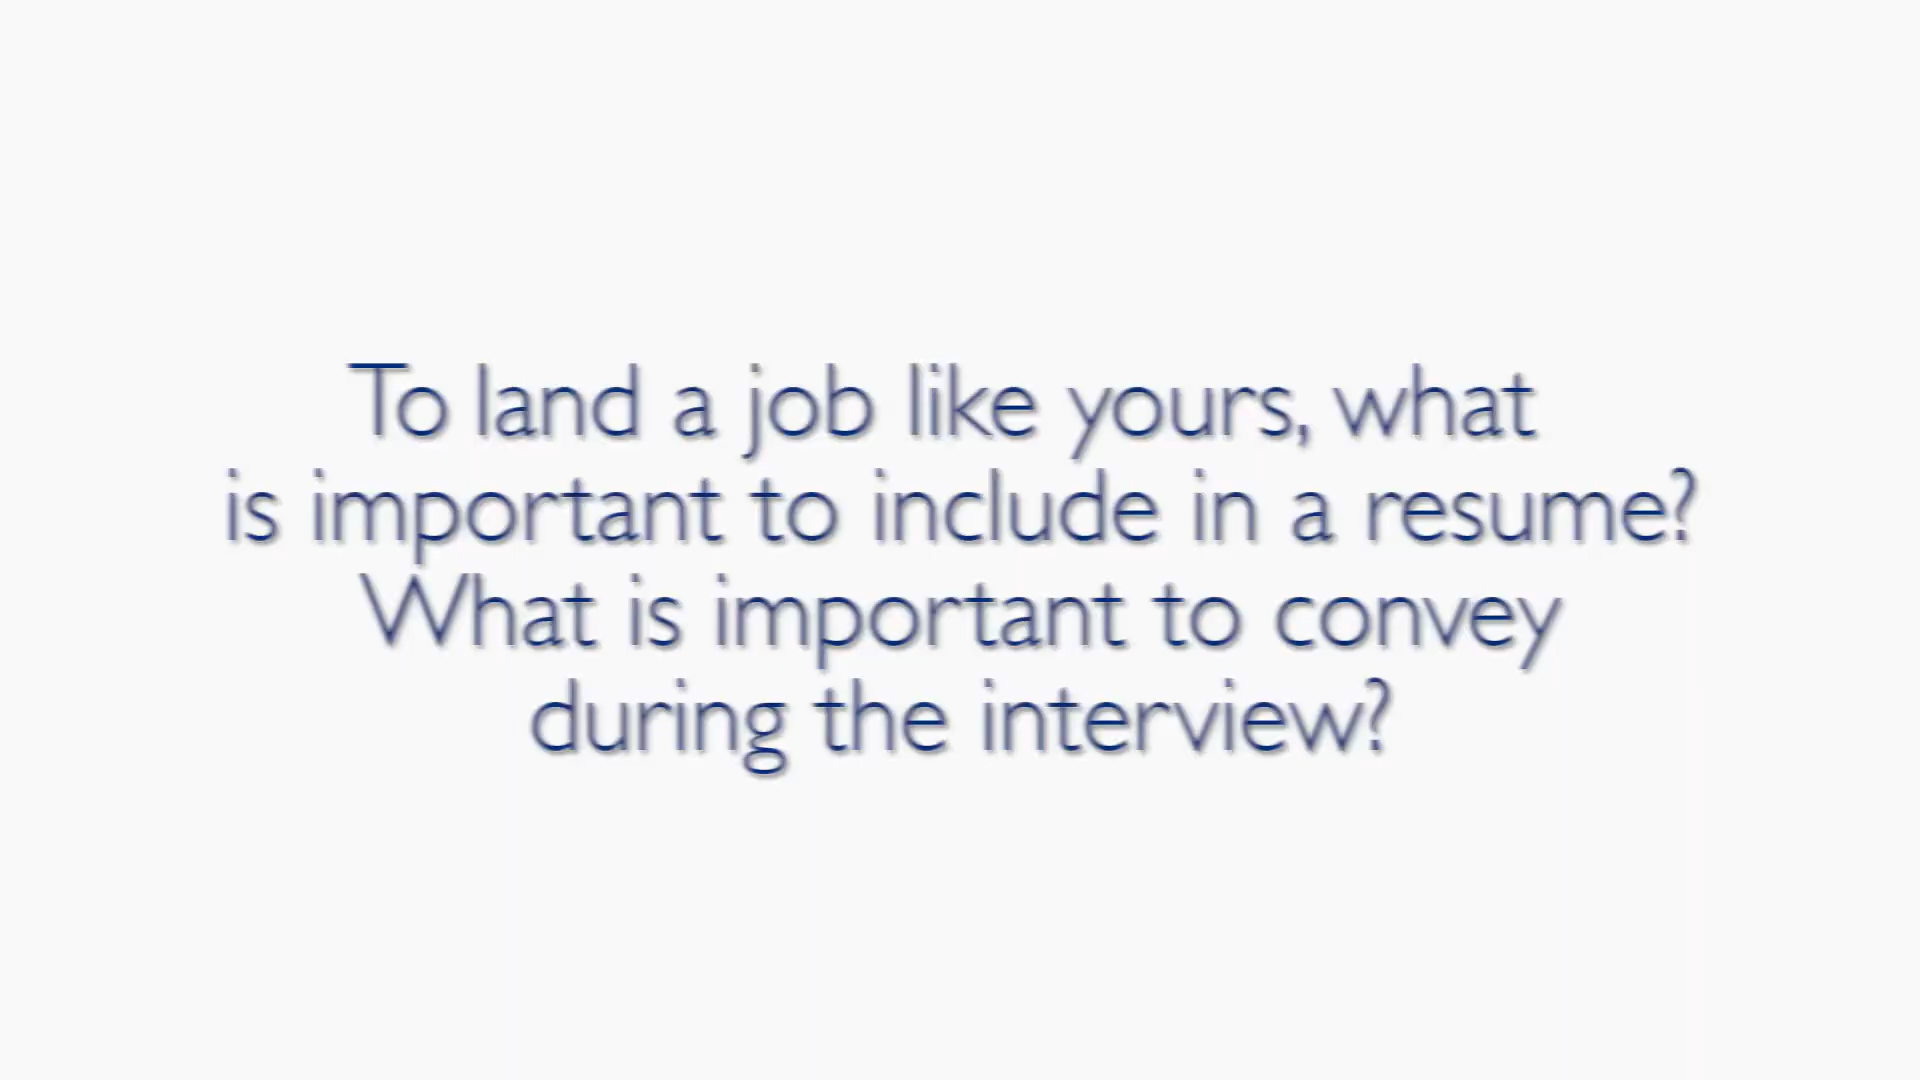 To land a job like yours, what
is important to include in a resume?
What is important to convey
during the interview?